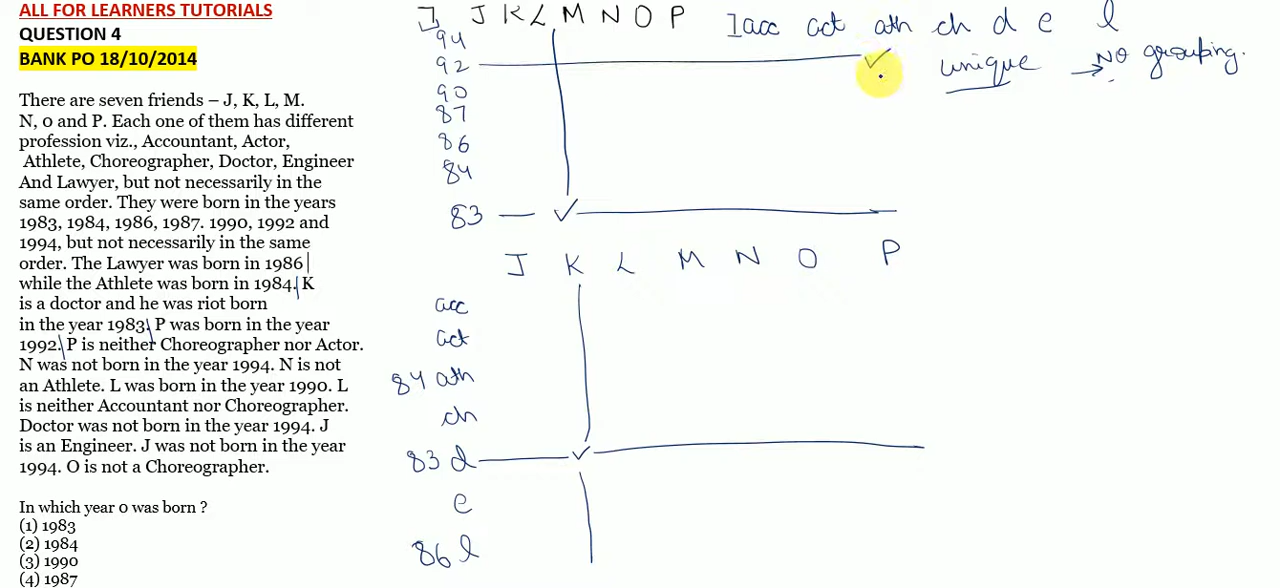 ALL FOR LEARNERS TUTORIALS
QUESTION 4
BANK PO 18/10/2014
There are seven friends – J, K, L, M.
N, o and P. Each one of them has different
profession viz., Accountant, Actor,
Athlete, Choreographer, Doctor, Engineer
And Lawyer, but not necessarily in the
same order. They were born in the years
1983, 1984, 1986, 1987. 1990, 1992 and
1994, but not necessarily in the same
order. The Lawyer was born in 1986
while the Athlete was born in 1984. K
is a doctor and he was riot born
in the year 1983. P was born in the year
1992. P is neither Choreographer nor Actor.
N was not born in the year 1994. N is not
an Athlete. L was born in the year 1990. L
is neither Accountant nor Choreographer.
Doctor was not born in the year 1994. J
is an Engineer. J was not born in the year
1994. O is not a Choreographer.
In which year o was born ?
(1) 1983
(2) 1984
(3) 1990
(4) 1987
J K L M N O P
acc act ath ch d e l
94
92
90
87
86
84
83
unique → No grouping.
J K L M N O P
acc
act
84 ath
ch
83 d
e
86 l